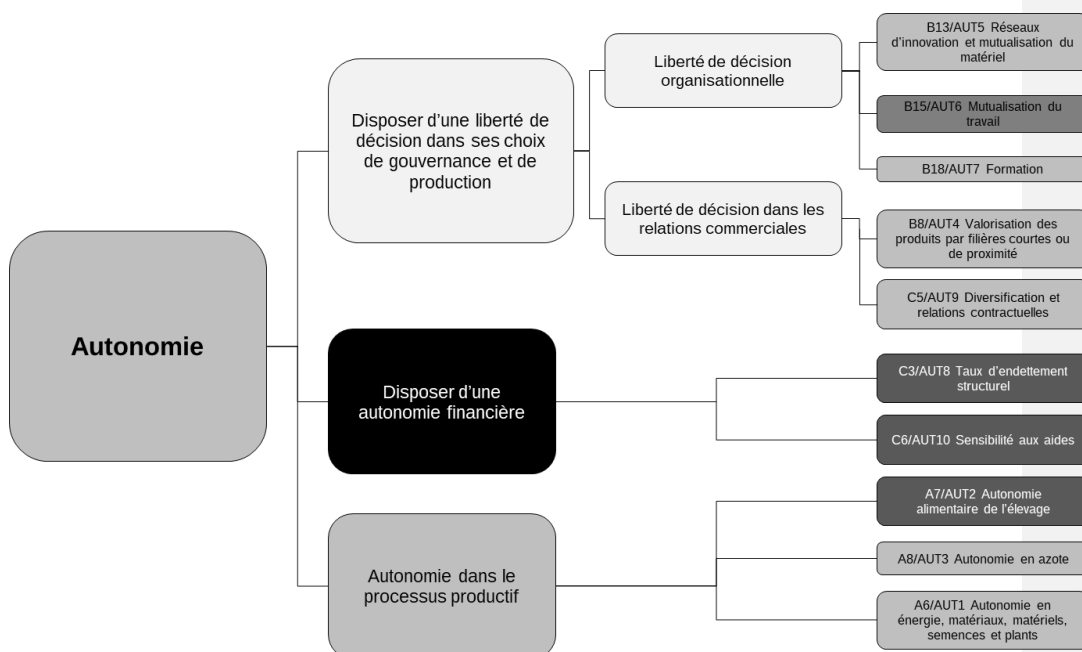 Autonomie
Disposer d’une liberté de
décision dans ses choix
de gouvernance et de
production
Disposer d’une
autonomie financière
Autonomie dans le
processus productif
Liberté de décision
organisationnelle
Liberté de décision dans les
relations commerciales
B13/AUT5 Réseaux
d’innovation et mutualisation du
matériel
B15/AUT6 Mutualisation du
travail
B18/AUT7 Formation
B8/AUT4 Valorisation des
produits par filières courtes ou
de proximité
C5/AUT9 Diversification et
relations contractuelles
C3/AUT8 Taux d’endettement
structurel
C6/AUT10 Sensibilité aux aides
A7/AUT2 Autonomie
alimentaire de l’élevage
A8/AUT3 Autonomie en azote
A6/AUT1 Autonomie en
énergie, matériaux, matériels,
semences et plants